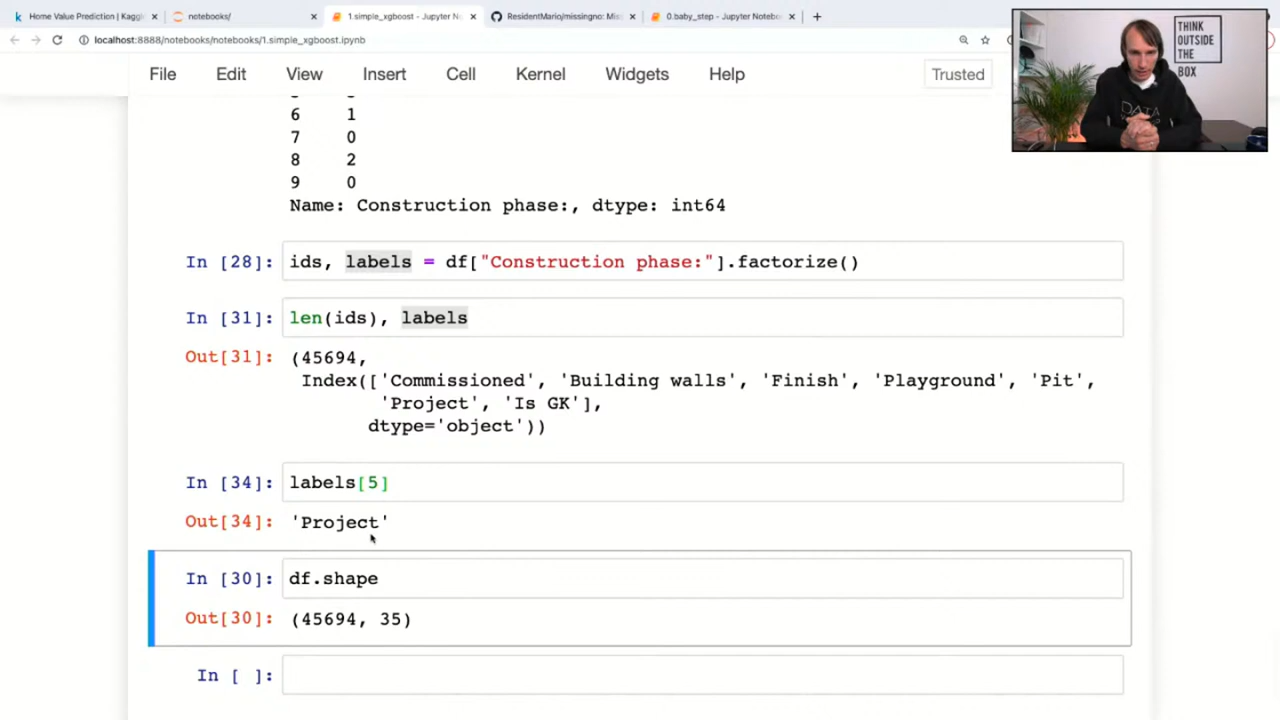 Home Value Prediction | Kaggl
notebooks/
1.simple_xgboost - Jupyter No
ResidentMario/missingno: Mis
0.baby_step - Jupyter Notebo
localhost:8888/notebooks/notebooks/1.simple_xgboost.ipynb
File Edit View Insert Cell Kernel Widgets Help
Trusted
THINK
OUTSIDE
THE
BOX
DATA
6 1
7 0
8 2
9 0
Name: Construction phase:, dtype: int64
In [28]: ids, labels = df["Construction phase:"].factorize()
In [31]: len(ids), labels
Out[31]: (45694,
Index(['Commissioned', 'Building walls', 'Finish', 'Playground', 'Pit',
'Project', 'Is GK'],
dtype='object'))
In [34]: labels[5]
Out[34]: 'Project'
In [30]: df.shape
Out[30]: (45694, 35)
In [ ]: